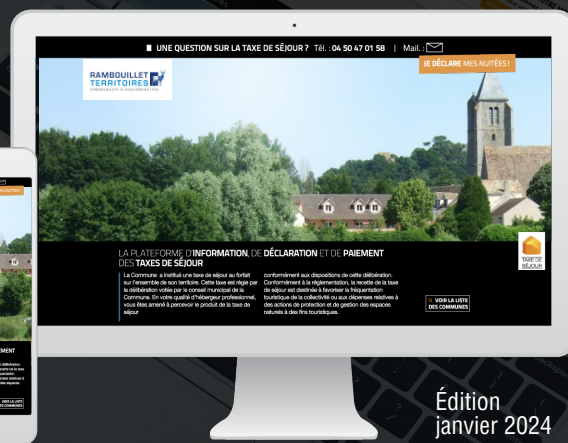 ■ UNE QUESTION SUR LA TAXE DE SÉJOUR ? Tél. : 04 50 47 01 58 | Mail. :
JE DÉCLARE MES NUITÉES !
RAMBOUILLET
TERRITOIRES
COMMUNAUTÉ D'AGGLOMÉRATION
LA PLATEFORME D'INFORMATION, DE DÉCLARATION ET DE PAIEMENT
DES TAXES DE SÉJOUR
La Commune a institué une taxe de séjour au forfait
sur l'ensemble de son territoire. Cette taxe est régie par
la délibération votée par le conseil municipal de la
Commune. En votre qualité d'hébergeur professionnel,
vous êtes amené à percevoir le produit de la taxe de
séjour
conformément aux dispositions de cette délibération.
Conformément à la réglementation, la recette de la taxe
de séjour est destinée à favoriser la fréquentation
touristique de la collectivité ou aux dépenses relatives à
des actions de protection et de gestion des espaces
naturels à des fins touristiques.
TAXE DE
SÉJOUR
VOIR LA LISTE
DES COMMUNES
Édition
janvier 2024